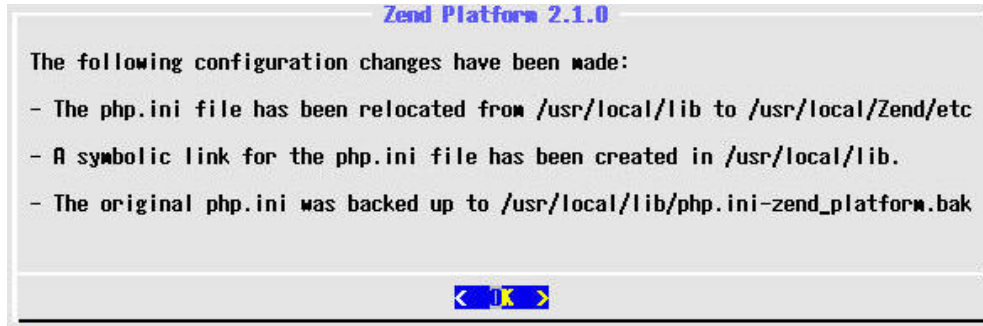 Zend Platform 2.1.0
The following configuration changes have been made:
- The php.ini file has been relocated from /usr/local/lib to /usr/local/Zend/etc
- A symbolic link for the php.ini file has been created in /usr/local/lib.
- The original php.ini was backed up to /usr/local/lib/php.ini-zend_platform.bak
< OK >